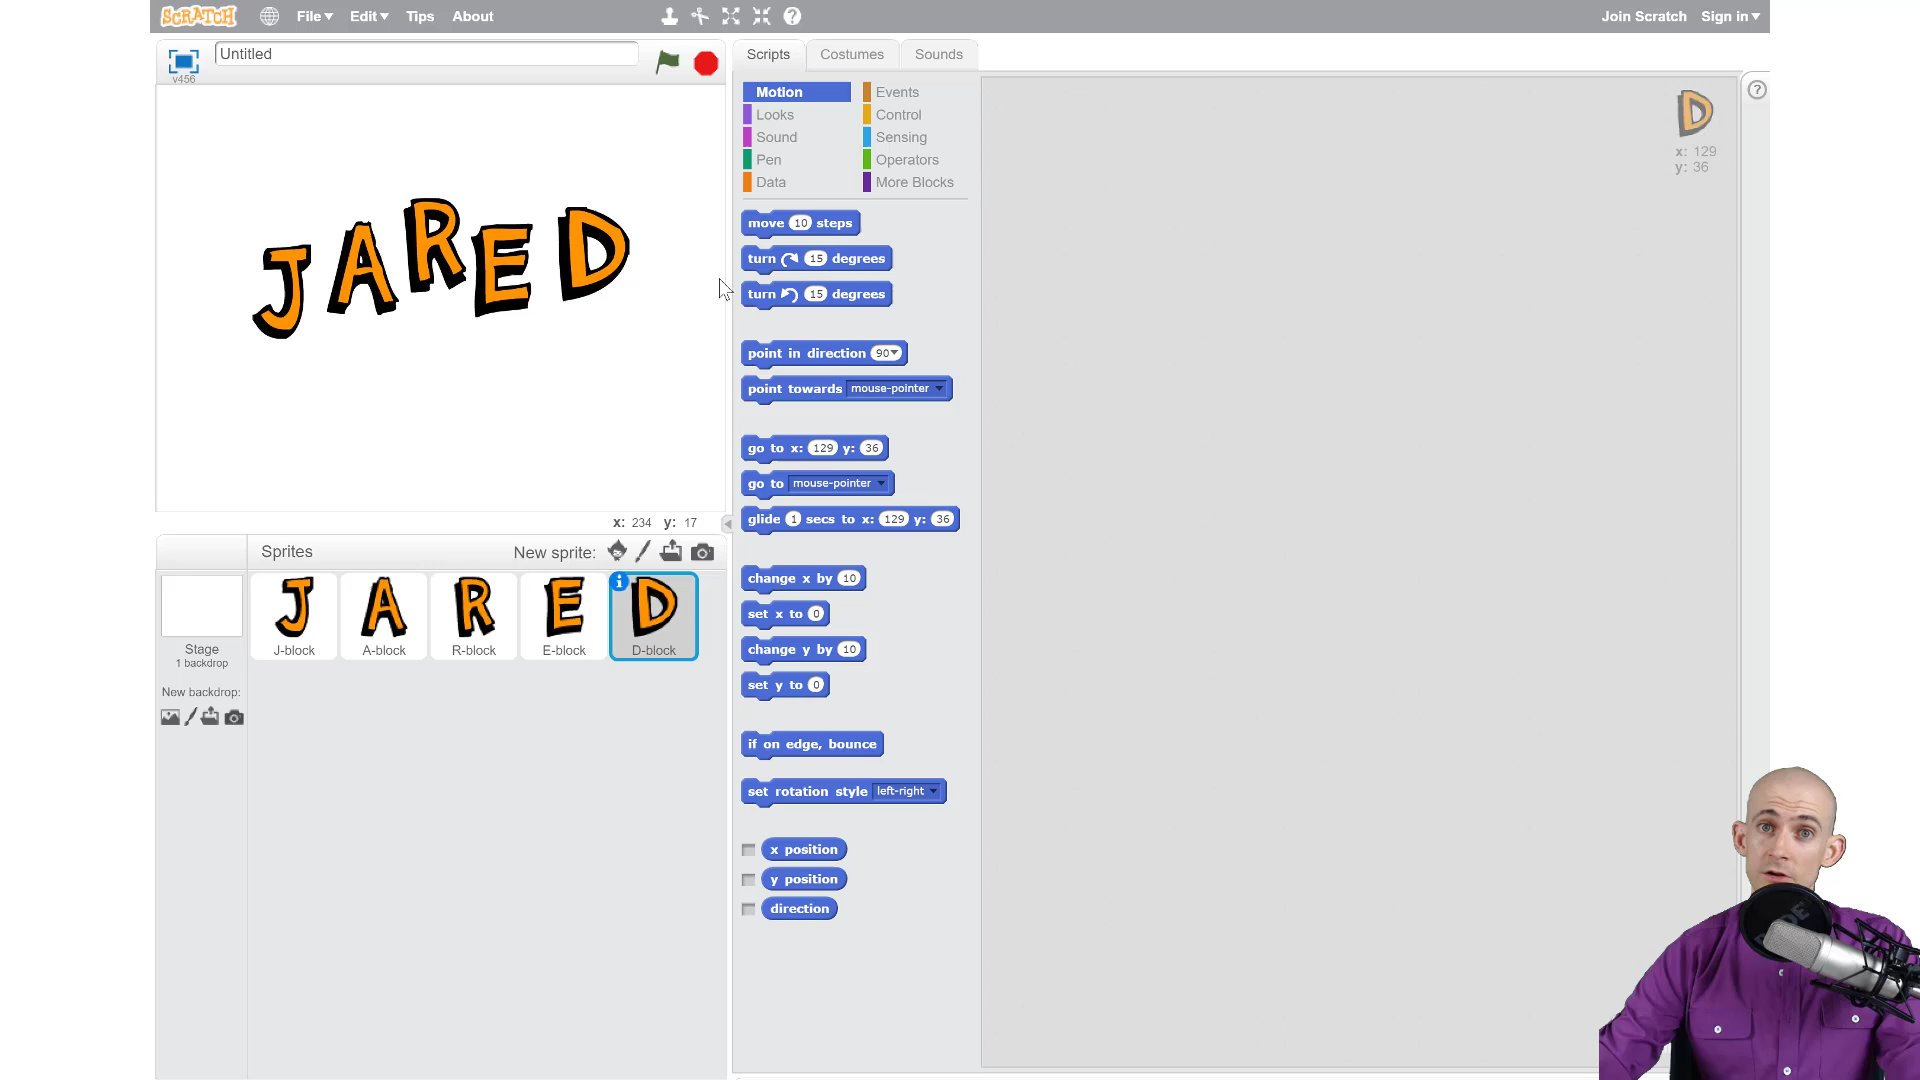 SCRATCH File Edit Tips About Join Scratch Sign in
v456 Untitled
Scripts Costumes Sounds
Motion Events
Looks Control
Sound Sensing
Pen Operators
Data More Blocks
D
x: 129
y: 36
JARED
move 10 steps
turn 15 degrees
turn 15 degrees
point in direction 90
point towards mouse-pointer
go to x: 129 y: 36
go to mouse-pointer
glide 1 secs to x: 129 y: 36
change x by 10
set x to 0
change y by 10
set y to 0
if on edge, bounce
set rotation style left-right
x position
y position
direction
x: 234 y: 17
Sprites New sprite:
J A R E D
J-block A-block R-block E-block D-block
Stage
1 backdrop
New backdrop: